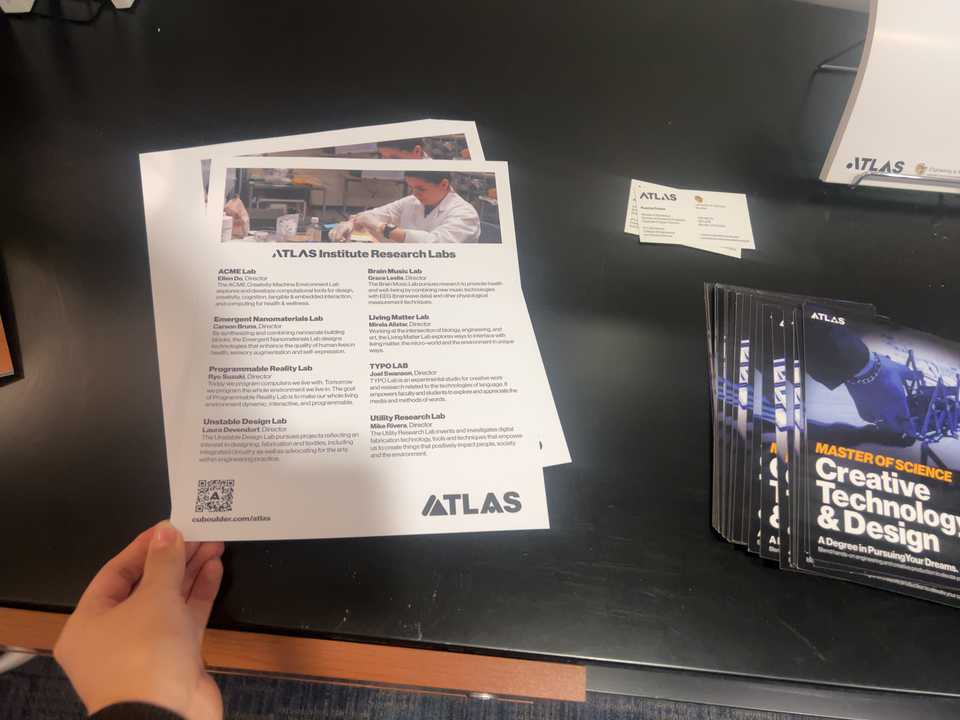 ATLAS Institute Research Labs
ACME Lab
Ellen Do, Director
The ACME, Creativity Machine Environment Lab
explores and develops computational tools for design,
creativity, cognition, tangible & embedded interaction,
and computing for health & wellness.
Emergent Nanomaterials Lab
Carson Bruns, Director
By synthesizing and combining nanoscale building
blocks, the Emergent Nanomaterials Lab designs
technologies that enhance the quality of human lives in
health, sensory augmentation and self-expression.
Programmable Reality Lab
Ryo Suzuki, Director
Today we program computers we live with. Tomorrow
we program the whole environment we live in. The goal
of Programmable Reality Lab is to make our whole living
environment dynamic, interactive, and programmable.
Unstable Design Lab
Laura Devendorf, Director
The Unstable Design Lab pursues projects reflecting an
interest in designing, fabrication and textiles, including
integrated circuitry as well as advocating for the arts
within engineering practice.
Brain Music Lab
Grace Leslie, Director
The Brain Music Lab pursues research to promote health
and well-being by combining new music technologies
with EEG (brainwave data) and other physiological
measurement techniques.
Living Matter Lab
Mirela Alistar, Director
Working at the intersection of biology, engineering, and
art, the Living Matter Lab explores ways to interface with
living matter, the micro-world and the environment in unique
ways.
TYPO LAB
Joel Swanson, Director
TYPO Lab is an experimental studio for creative work
and research related to the technologies of language. It
empowers faculty and students to explore and appreciate the
media and methods of words.
Utility Research Lab
Mike Rivera, Director
The Utility Research Lab invents and investigates digital
fabrication technology, tools and techniques that empower
us to create things that positively impact people, society
and the environment.
cuboulder.com/atlas
ATLAS
ATLAS
ATLAS
ATLAS
MASTER OF SCIENCE
Creative
Technology
& Design
A Degree in Pursuing Your Dreams.